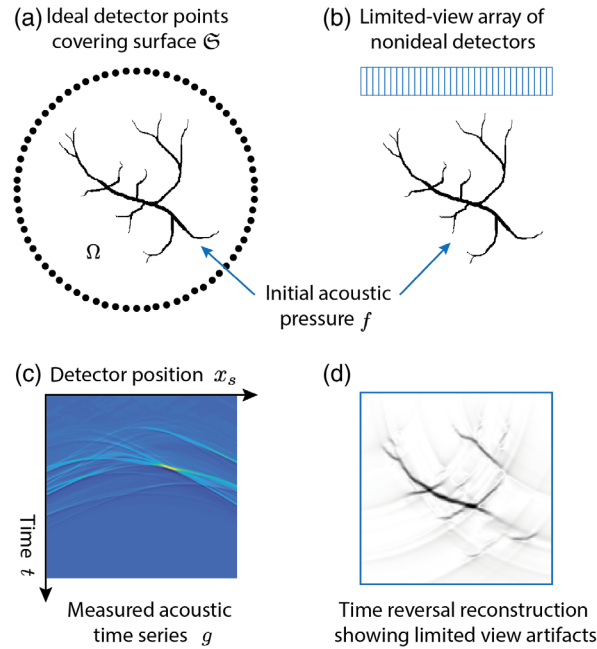 (a) Ideal detector points
covering surface 𝔖
(b) Limited-view array of
nonideal detectors
Ω
Initial acoustic
pressure f
(c) Detector position x_s
Time t
Measured acoustic
time series g
(d)
Time reversal reconstruction
showing limited view artifacts